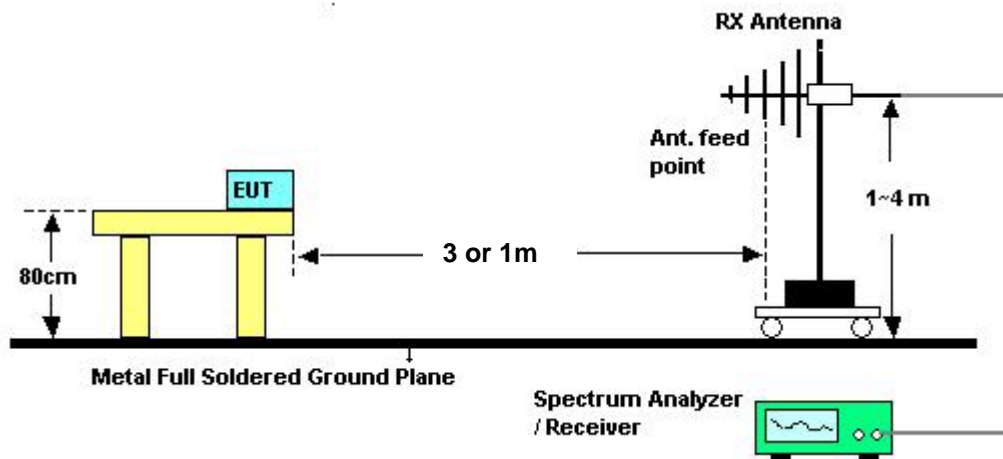 RX Antenna
Ant. feed
point
EUT
1~4 m
3 or 1m
80cm
Metal Full Soldered Ground Plane
Spectrum Analyzer
/ Receiver